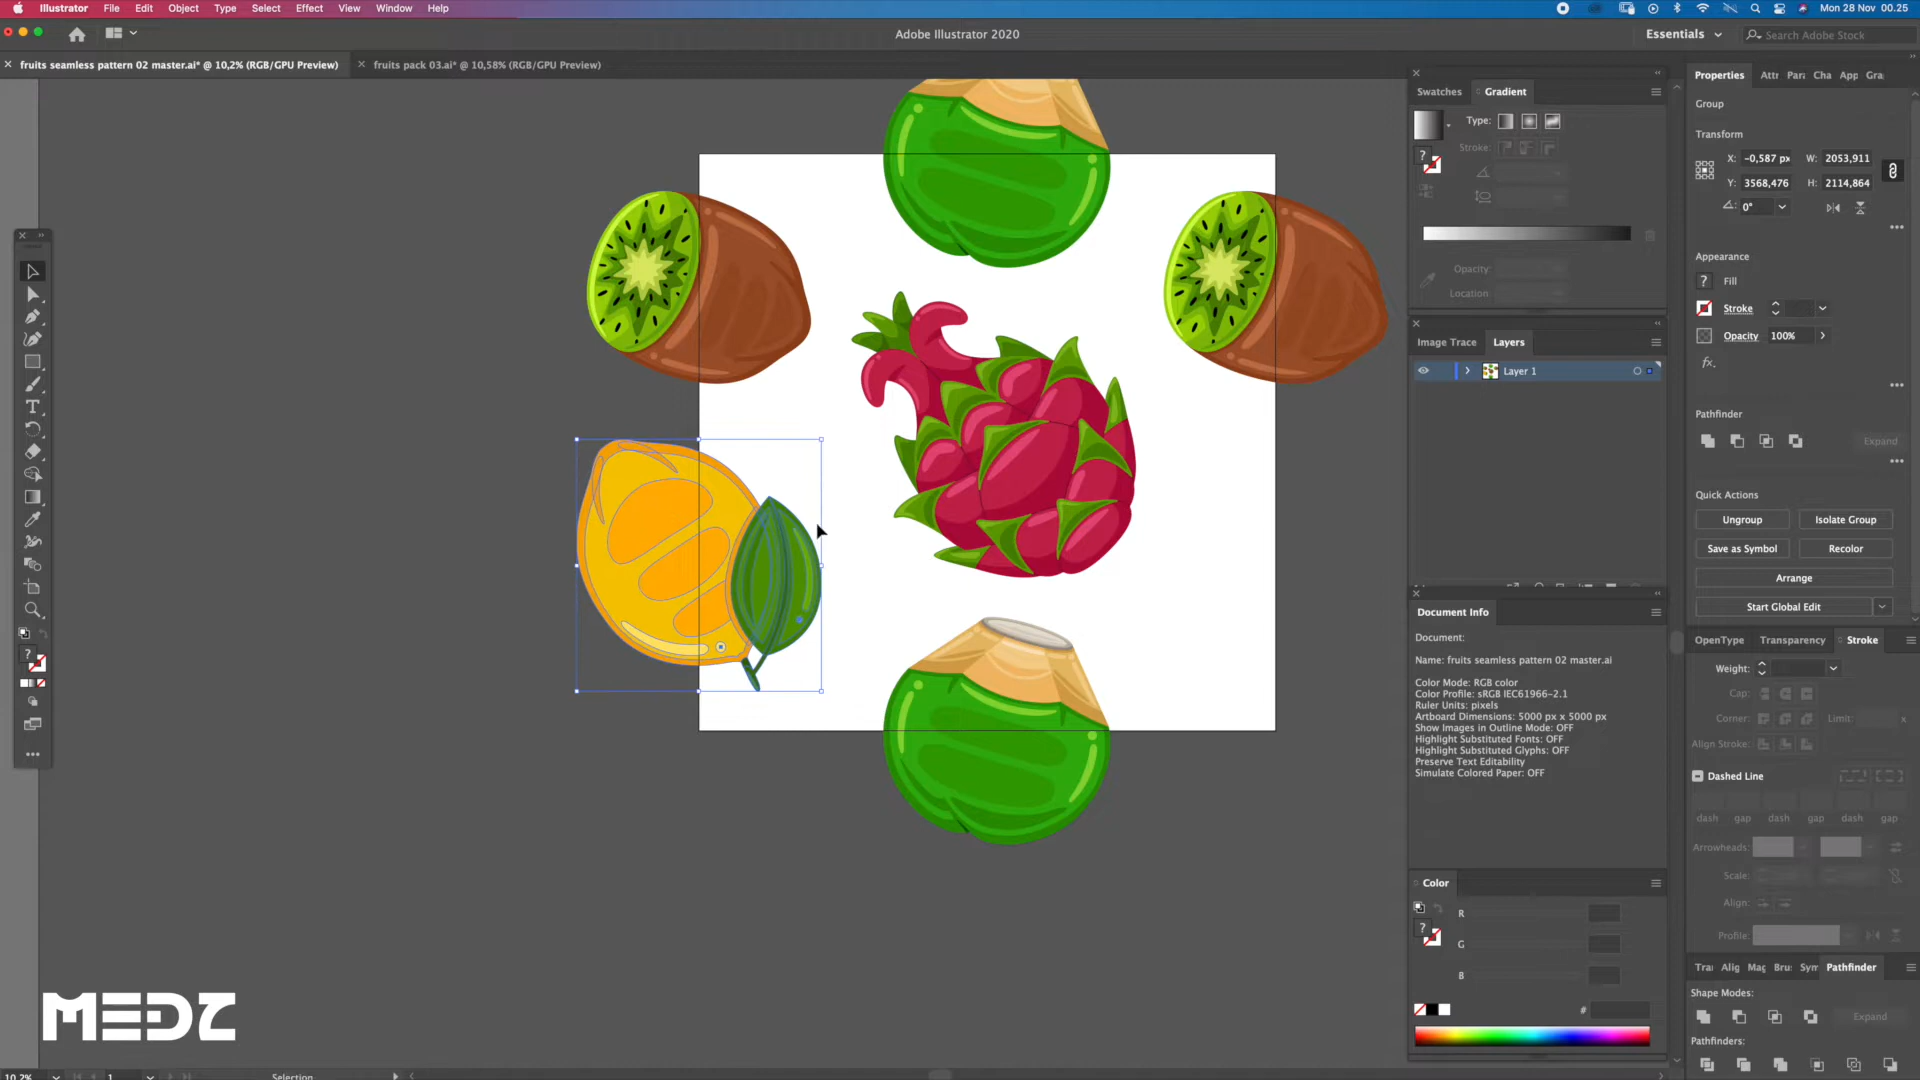 Illustrator File Edit Object Type Select Effect View Window Help
Mon 28 Nov 00.25
Adobe Illustrator 2020
Essentials
Search Adobe Stock
fruits seamless pattern 02 master.ai* @ 10,2% (RGB/GPU Preview)
fruits pack 03.ai* @ 10,58% (RGB/GPU Preview)
Swatches Gradient
Type:
Stroke:
Opacity:
Location:
Image Trace Layers
Layer 1
Document Info
Document:
Name: fruits seamless pattern 02 master.ai
Color Mode: RGB color
Color Profile: sRGB IEC61966-2.1
Ruler Units: pixels
Artboard Dimensions: 5000 px x 5000 px
Show Images in Outline Mode: OFF
Highlight Substituted Fonts: OFF
Highlight Substituted Glyphs: OFF
Preserve Text Editability
Simulate Colored Paper: OFF
Color
R
G
B
#
Properties Attr Par Cha App Gra
Group
Transform
X: -0,587 px W: 2053,911
Y: 3568,476 H: 2114,864
0°
Appearance
? Fill
Stroke
Opacity 100%
fx.
Pathfinder
Expand
Quick Actions
Ungroup Isolate Group
Save as Symbol Recolor
Arrange
Start Global Edit
OpenType Transparency Stroke
Weight:
Cap:
Corner: Limit: x
Align Stroke:
Dashed Line
dash gap dash gap dash gap
Arrowheads:
Scale:
Align:
Profile:
Tra Alig Mag Bru Sym Pathfinder
Shape Modes:
Expand
Pathfinders:
MEDZ
10,2% 1 Selection